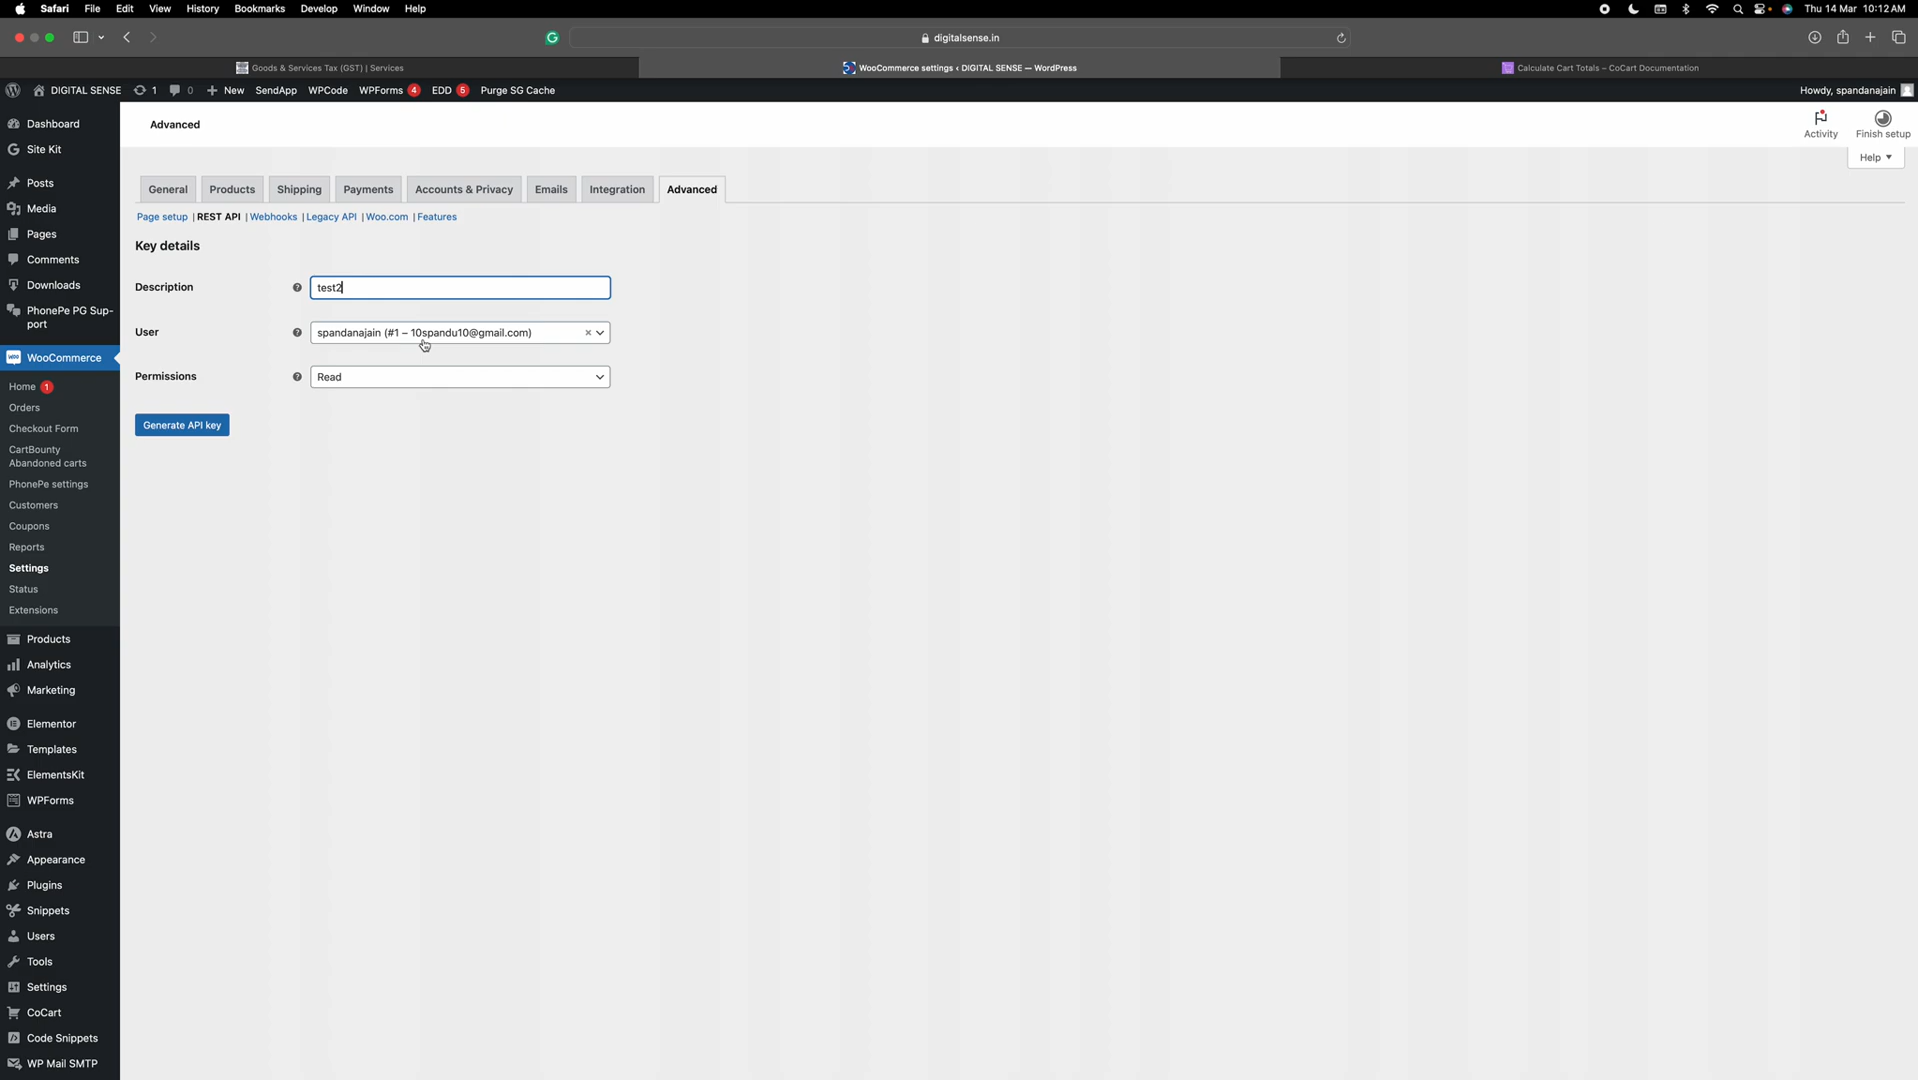 Safari File Edit View History Bookmarks Develop Window Help Thu 14 Mar 10:12 AM
digitalsense.in
Goods & Services Tax (GST) | Services WooCommerce settings ‹ DIGITAL SENSE — WordPress Calculate Cart Totals – CoCart Documentation
DIGITAL SENSE 1 0 New SendApp WPCode WPForms 4 EDD 5 Purge SG Cache Howdy, spandanajain
Dashboard
Site Kit
Posts
Media
Pages
Comments
Downloads
PhonePe PG Sup-
port
WooCommerce
Home 1
Orders
Checkout Form
CartBounty
Abandoned carts
PhonePe settings
Customers
Coupons
Reports
Settings
Status
Extensions
Products
Analytics
Marketing
Elementor
Templates
ElementsKit
WPForms
Astra
Appearance
Plugins
Snippets
Users
Tools
Settings
CoCart
Code Snippets
WP Mail SMTP
Advanced
Activity Finish setup
Help
General Products Shipping Payments Accounts & Privacy Emails Integration Advanced
Page setup | REST API | Webhooks | Legacy API | Woo.com | Features
Key details
Description ? test2
User ? spandanajain (#1 – 10spandu10@gmail.com) ×
Permissions ? Read
Generate API key